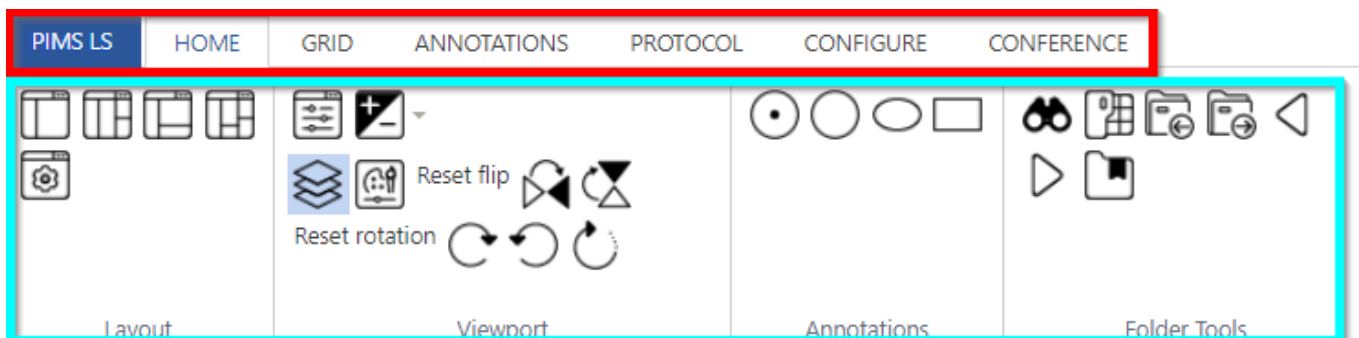 PIMS LS HOME GRID ANNOTATIONS PROTOCOL CONFIGURE CONFERENCE
Reset flip
Reset rotation
Layout Viewport Annotations Folder Tools